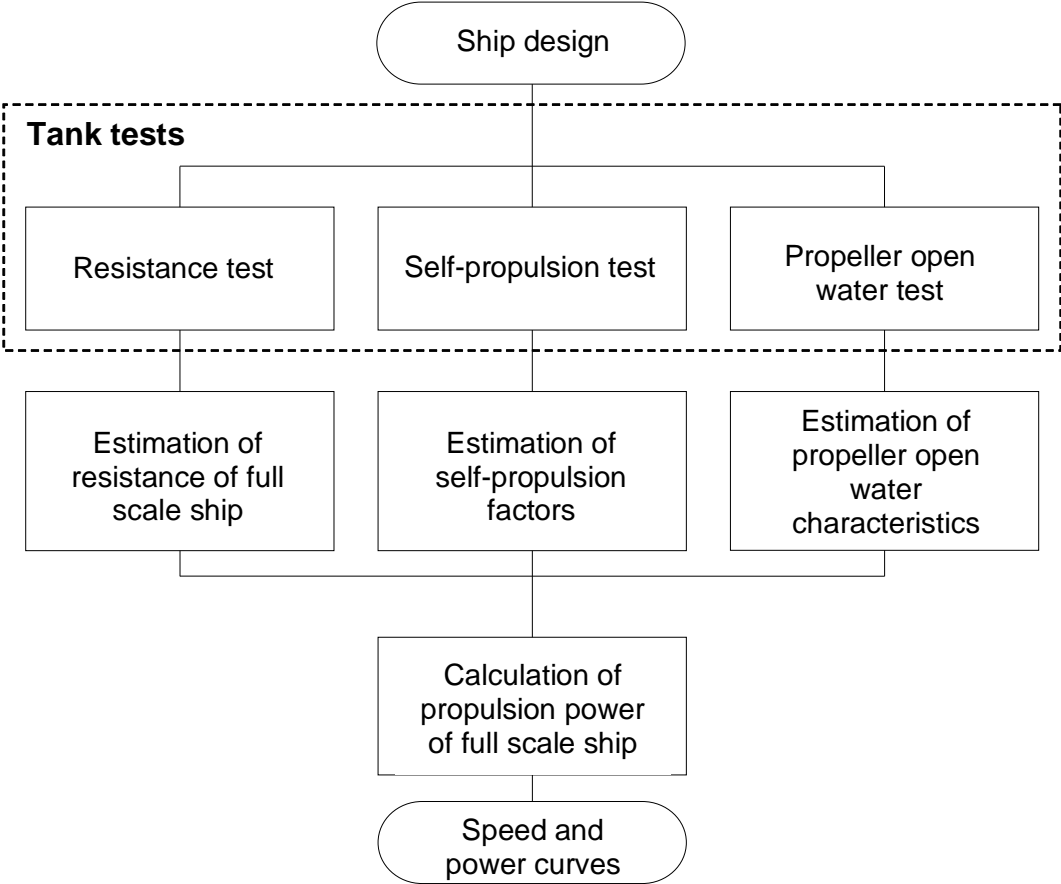 Ship design
Tank tests
Resistance test
Self-propulsion test
Propeller open
water test
Estimation of
resistance of full
scale ship
Estimation of
self-propulsion
factors
Estimation of
propeller open
water
characteristics
Calculation of
propulsion power
of full scale ship
Speed and
power curves